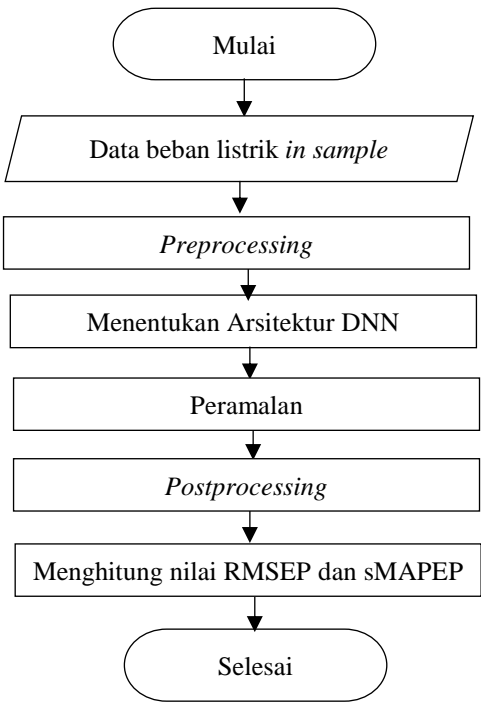 Mulai
Data beban listrik in sample
Preprocessing
Menentukan Arsitektur DNN
Peramalan
Postprocessing
Menghitung nilai RMSEP dan sMAPEP
Selesai